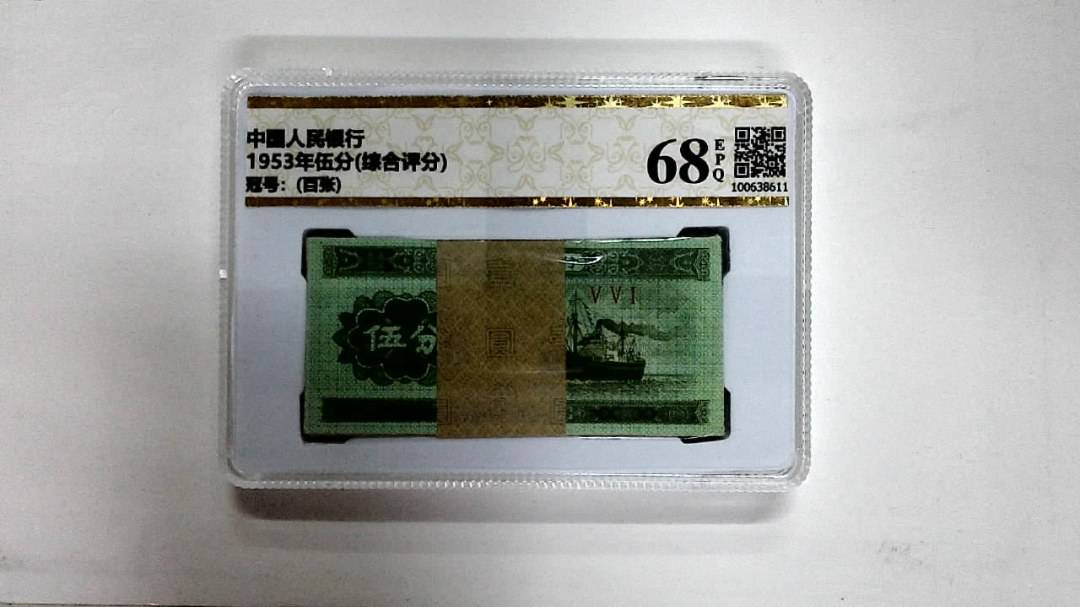 中国人民银行
1953年伍分(综合评分)
冠号：(百张)
68
EPQ
100638611
伍分
VVI
圆